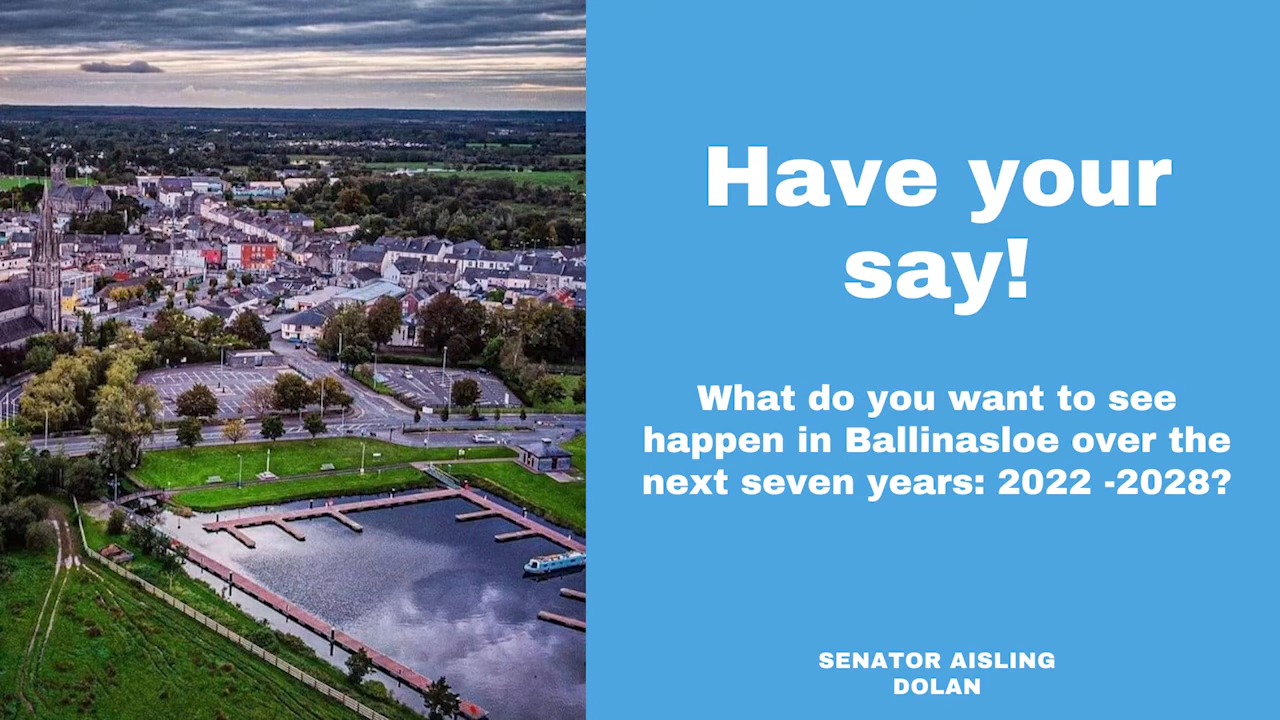 Have your
say!
What do you want to see
happen in Ballinasloe over the
next seven years: 2022 -2028?
SENATOR AISLING
DOLAN